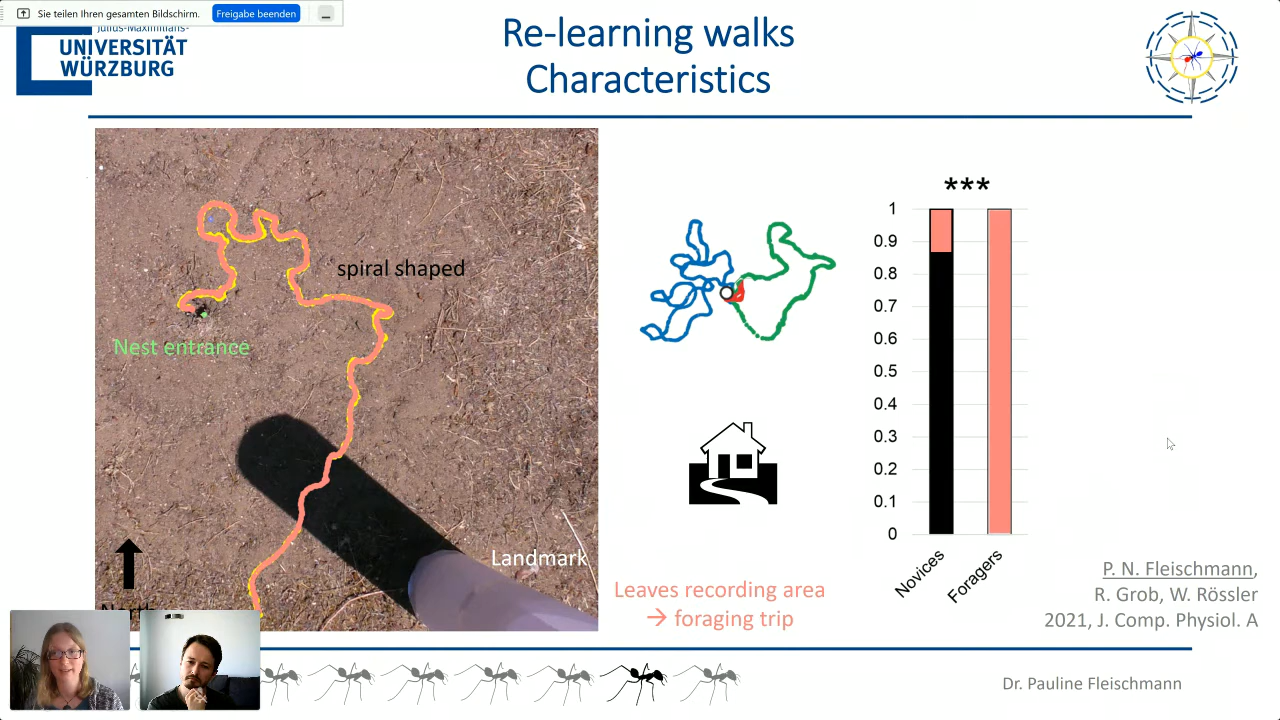 Sie teilen Ihren gesamten Bildschirm.
Freigabe beenden
Julius-Maximilians-
UNIVERSITÄT
WÜRZBURG
Re-learning walks
Characteristics
spiral shaped
Nest entrance
Landmark
North
***
1
0.9
0.8
0.7
0.6
0.5
0.4
0.3
0.2
0.1
0
Novices
Foragers
Leaves recording area
→ foraging trip
P. N. Fleischmann,
R. Grob, W. Rössler
2021, J. Comp. Physiol. A
Dr. Pauline Fleischmann